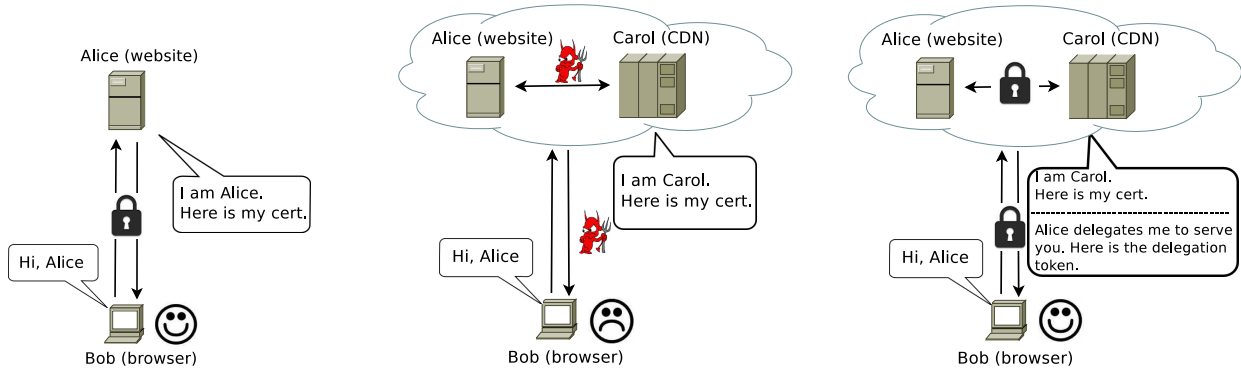 Alice (website)
I am Alice.
Here is my cert.
Hi, Alice
Bob (browser)
Alice (website)
Carol (CDN)
I am Carol.
Here is my cert.
Hi, Alice
Bob (browser)
Alice (website)
Carol (CDN)
I am Carol.
Here is my cert.
Alice delegates me to serve
you. Here is the delegation
token.
Hi, Alice
Bob (browser)